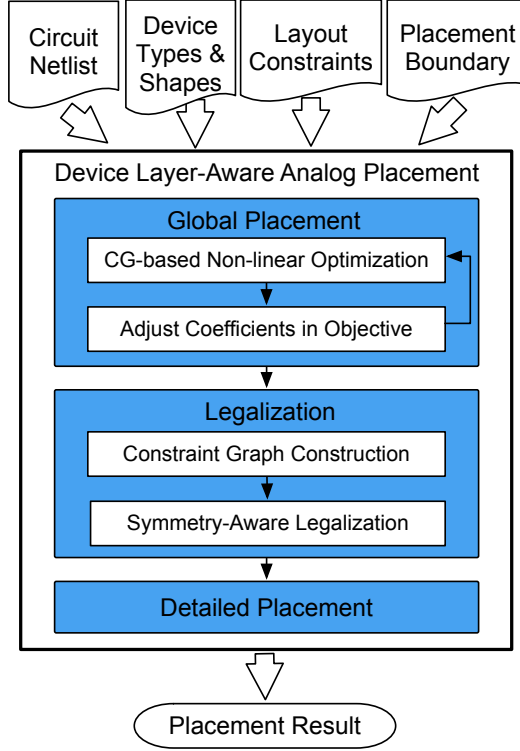 Circuit
Netlist
Device
Types &
Shapes
Layout
Constraints
Placement
Boundary
Device Layer-Aware Analog Placement
Global Placement
CG-based Non-linear Optimization
Adjust Coefficients in Objective
Legalization
Constraint Graph Construction
Symmetry-Aware Legalization
Detailed Placement
Placement Result